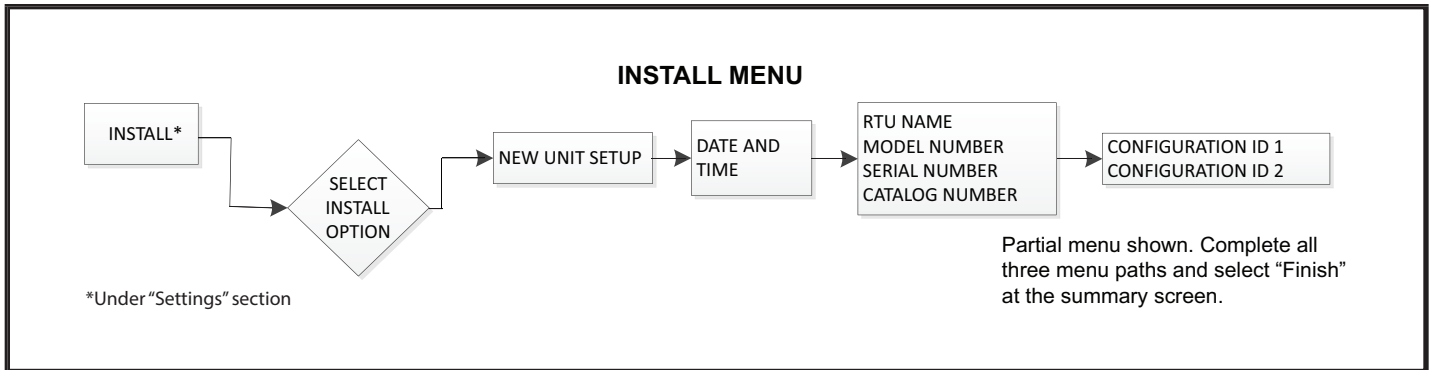 INSTALL MENU
INSTALL*
SELECT
INSTALL
OPTION
NEW UNIT SETUP
DATE AND
TIME
RTU NAME
MODEL NUMBER
SERIAL NUMBER
CATALOG NUMBER
CONFIGURATION ID 1
CONFIGURATION ID 2
Partial menu shown. Complete all
three menu paths and select “Finish”
at the summary screen.
*Under “Settings” section